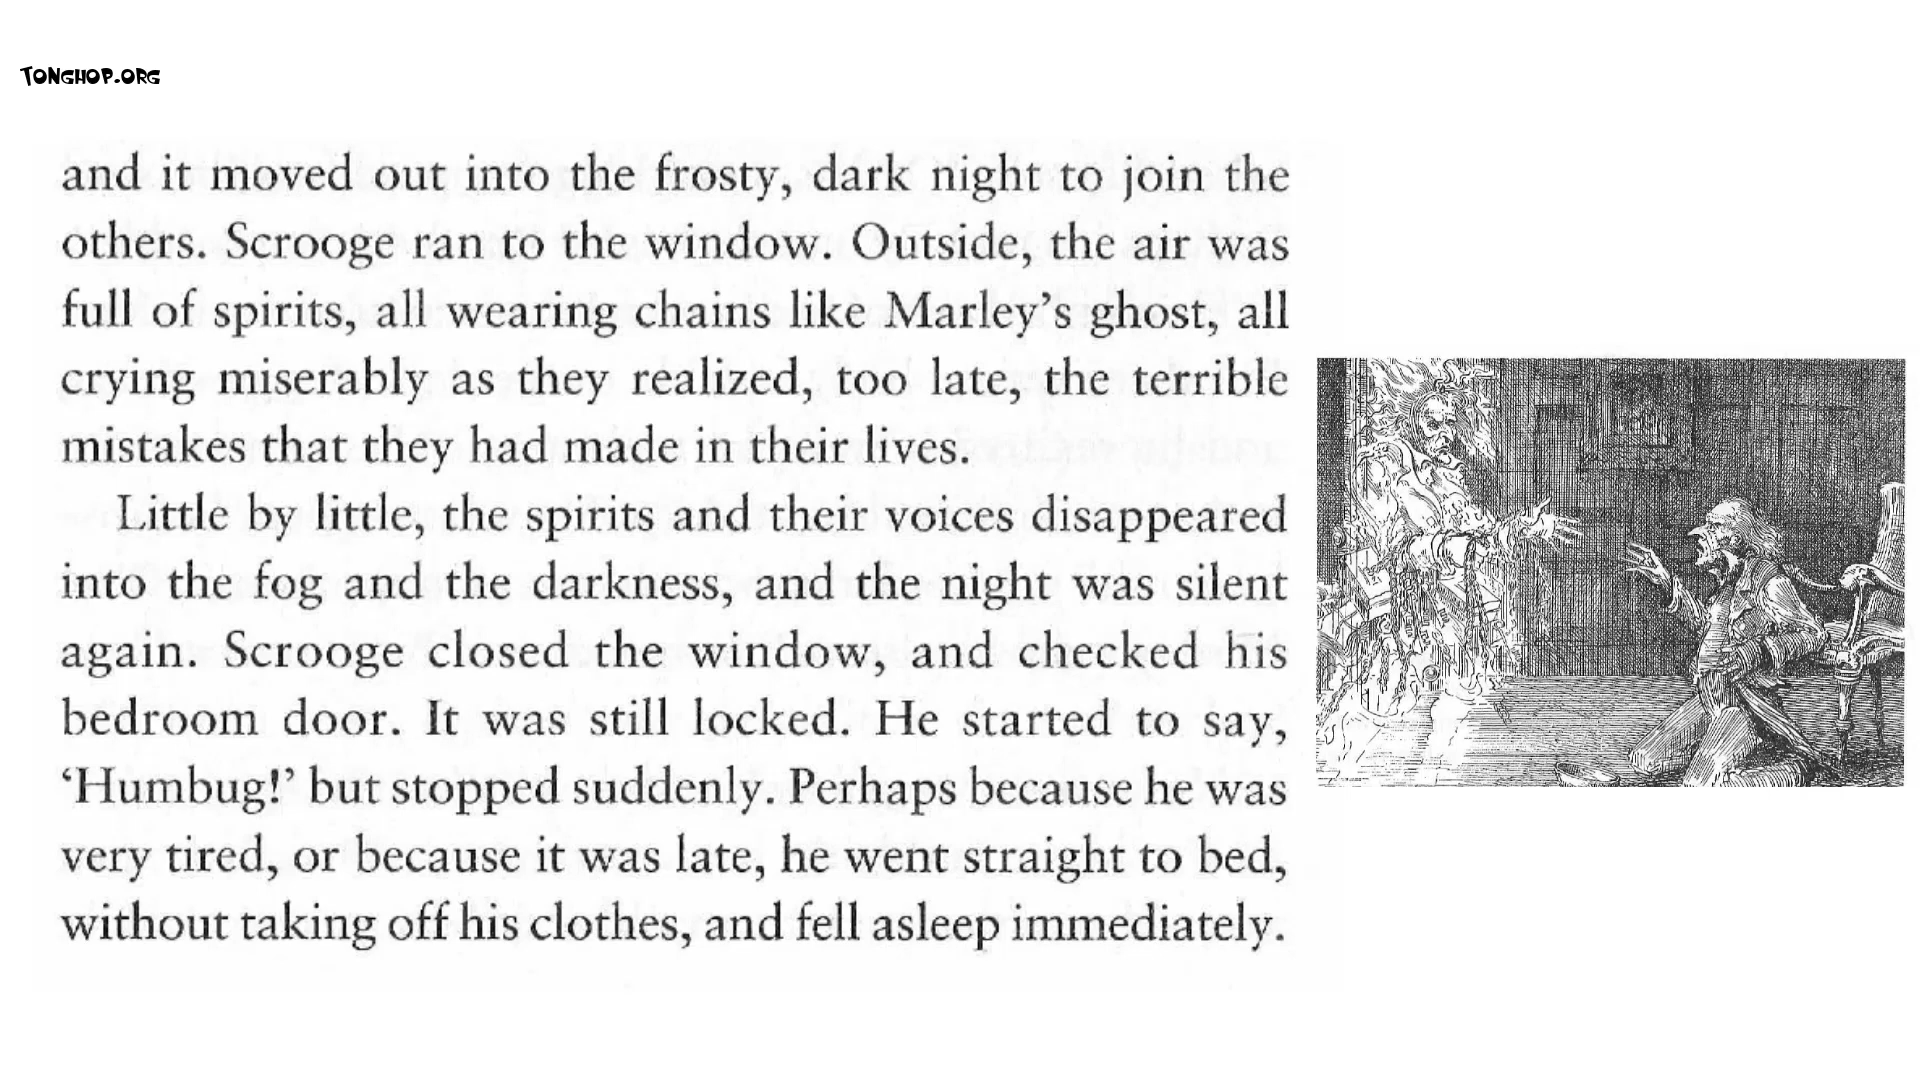 TONGHOP.ORG
and it moved out into the frosty, dark night to join the
others. Scrooge ran to the window. Outside, the air was
full of spirits, all wearing chains like Marley's ghost, all
crying miserably as they realized, too late, the terrible
mistakes that they had made in their lives.
Little by little, the spirits and their voices disappeared
into the fog and the darkness, and the night was silent
again. Scrooge closed the window, and checked his
bedroom door. It was still locked. He started to say,
‘Humbug!’ but stopped suddenly. Perhaps because he was
very tired, or because it was late, he went straight to bed,
without taking off his clothes, and fell asleep immediately.